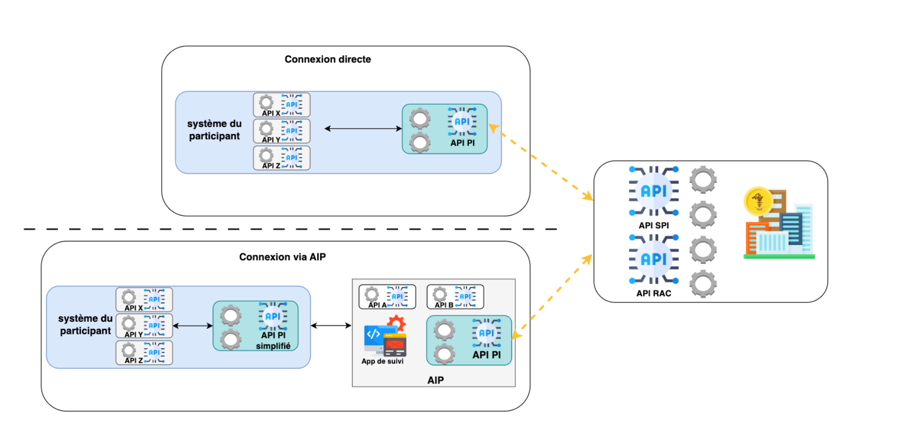 Connexion directe
système du
participant
API
API X
API
API Y
API
API Z
API
API PI
API
API SPI
API
API RAC
Connexion via AIP
système du
participant
API
API X
API
API Y
API
API Z
API
API PI
simplifié
API
API A
API
API B
App de suivi
API
API PI
AIP